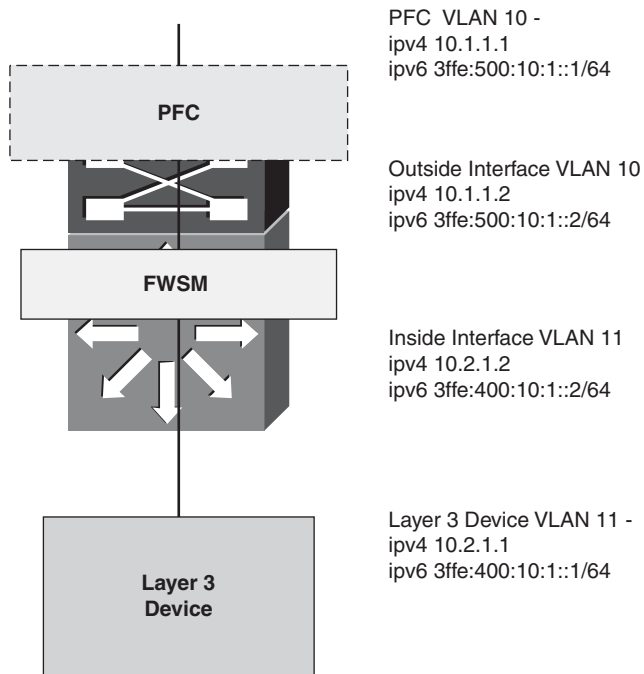 PFC VLAN 10 -
ipv4 10.1.1.1
ipv6 3ffe:500:10:1::1/64
PFC
Outside Interface VLAN 10
ipv4 10.1.1.2
ipv6 3ffe:500:10:1::2/64
FWSM
Inside Interface VLAN 11
ipv4 10.2.1.2
ipv6 3ffe:400:10:1::2/64
Layer 3 Device VLAN 11 -
ipv4 10.2.1.1
ipv6 3ffe:400:10:1::1/64
Layer 3
Device